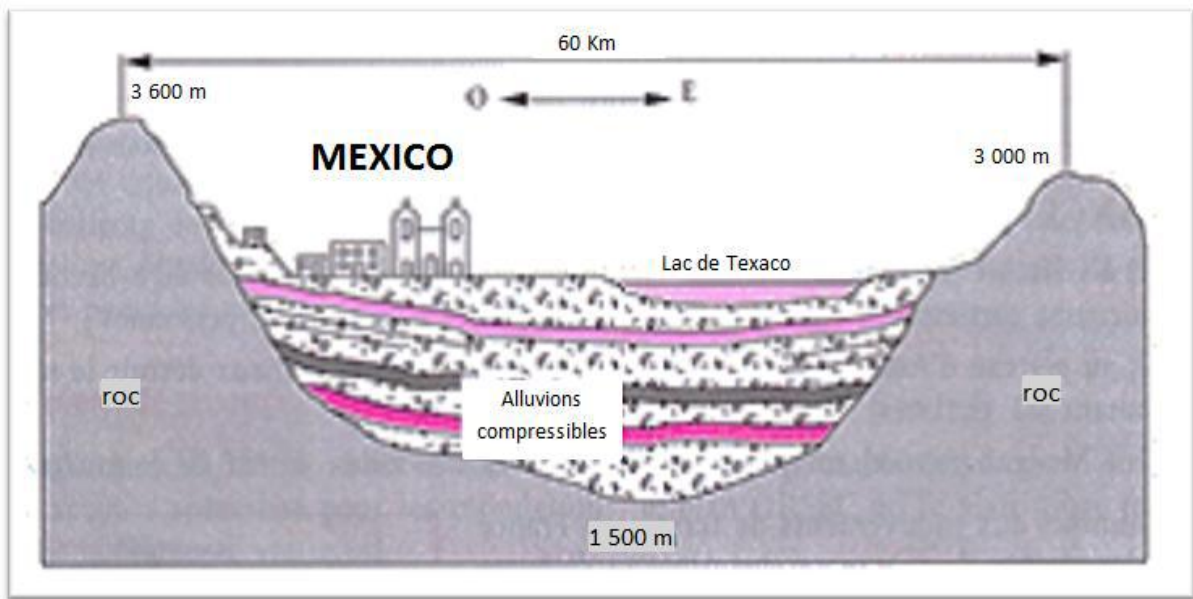 60 Km
3 600 m
O E
MEXICO
3 000 m
Lac de Texaco
roc
Alluvions
compressibles
roc
1 500 m